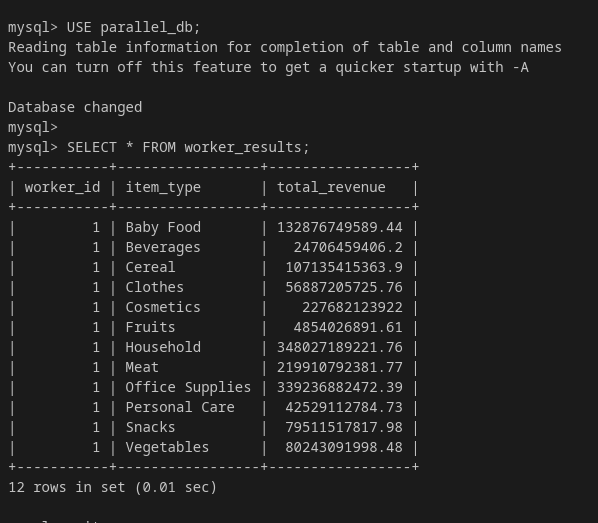 mysql> USE parallel_db;
Reading table information for completion of table and column names
You can turn off this feature to get a quicker startup with -A
Database changed
mysql>
mysql> SELECT * FROM worker_results;
+-----------+-----------------+-----------------+
| worker_id | item_type       | total_revenue   |
+-----------+-----------------+-----------------+
|         1 | Baby Food       | 132876749589.44 |
|         1 | Beverages       |   24706459406.2 |
|         1 | Cereal          |  107135415363.9 |
|         1 | Clothes         |  56887205725.76 |
|         1 | Cosmetics       |    227682123922 |
|         1 | Fruits          |   4854026891.61 |
|         1 | Household       | 348027189221.76 |
|         1 | Meat            | 219910792381.77 |
|         1 | Office Supplies | 339236882472.39 |
|         1 | Personal Care   |  42529112784.73 |
|         1 | Snacks          |  79511517817.98 |
|         1 | Vegetables      |  80243091998.48 |
+-----------+-----------------+-----------------+
12 rows in set (0.01 sec)